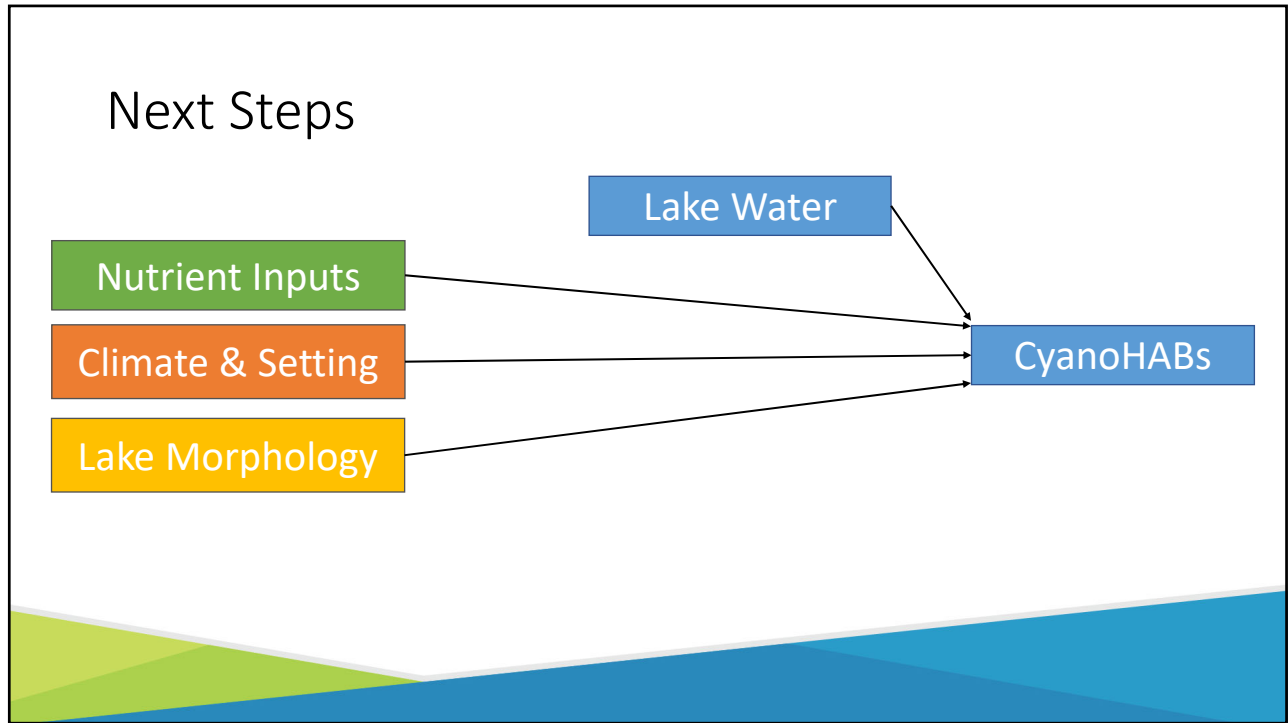 Next Steps
Lake Water
Nutrient Inputs
Climate & Setting
CyanoHABs
Lake Morphology